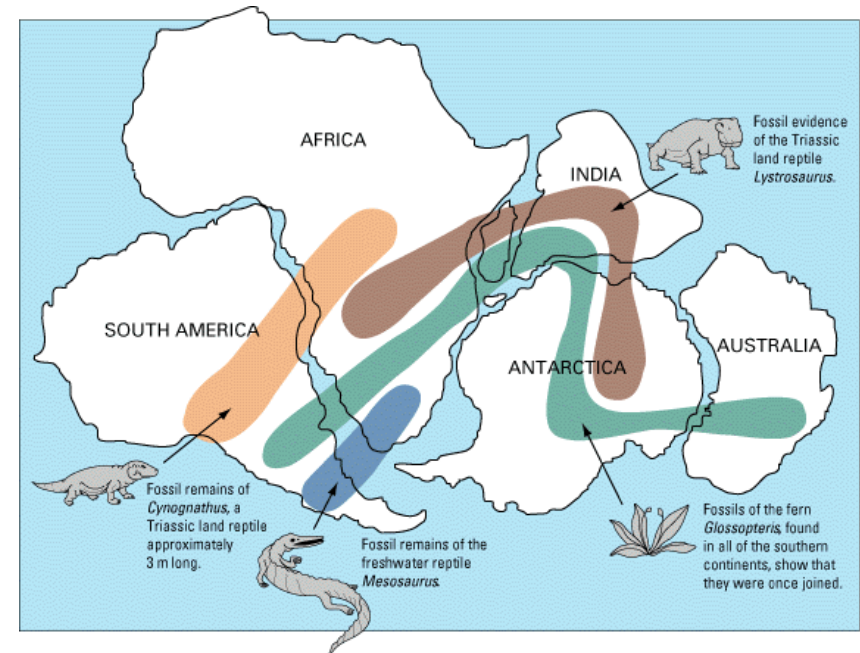 AFRICA
INDIA
Fossil evidence
of the Triassic
land reptile
Lystrosaurus.
SOUTH AMERICA
ANTARCTICA
AUSTRALIA
Fossil remains of
Cynognathus, a
Triassic land reptile
approximately
3 m long.
Fossil remains of the
freshwater reptile
Mesosaurus.
Fossils of the fern
Glossopteris, found
in all of the southern
continents, show that
they were once joined.